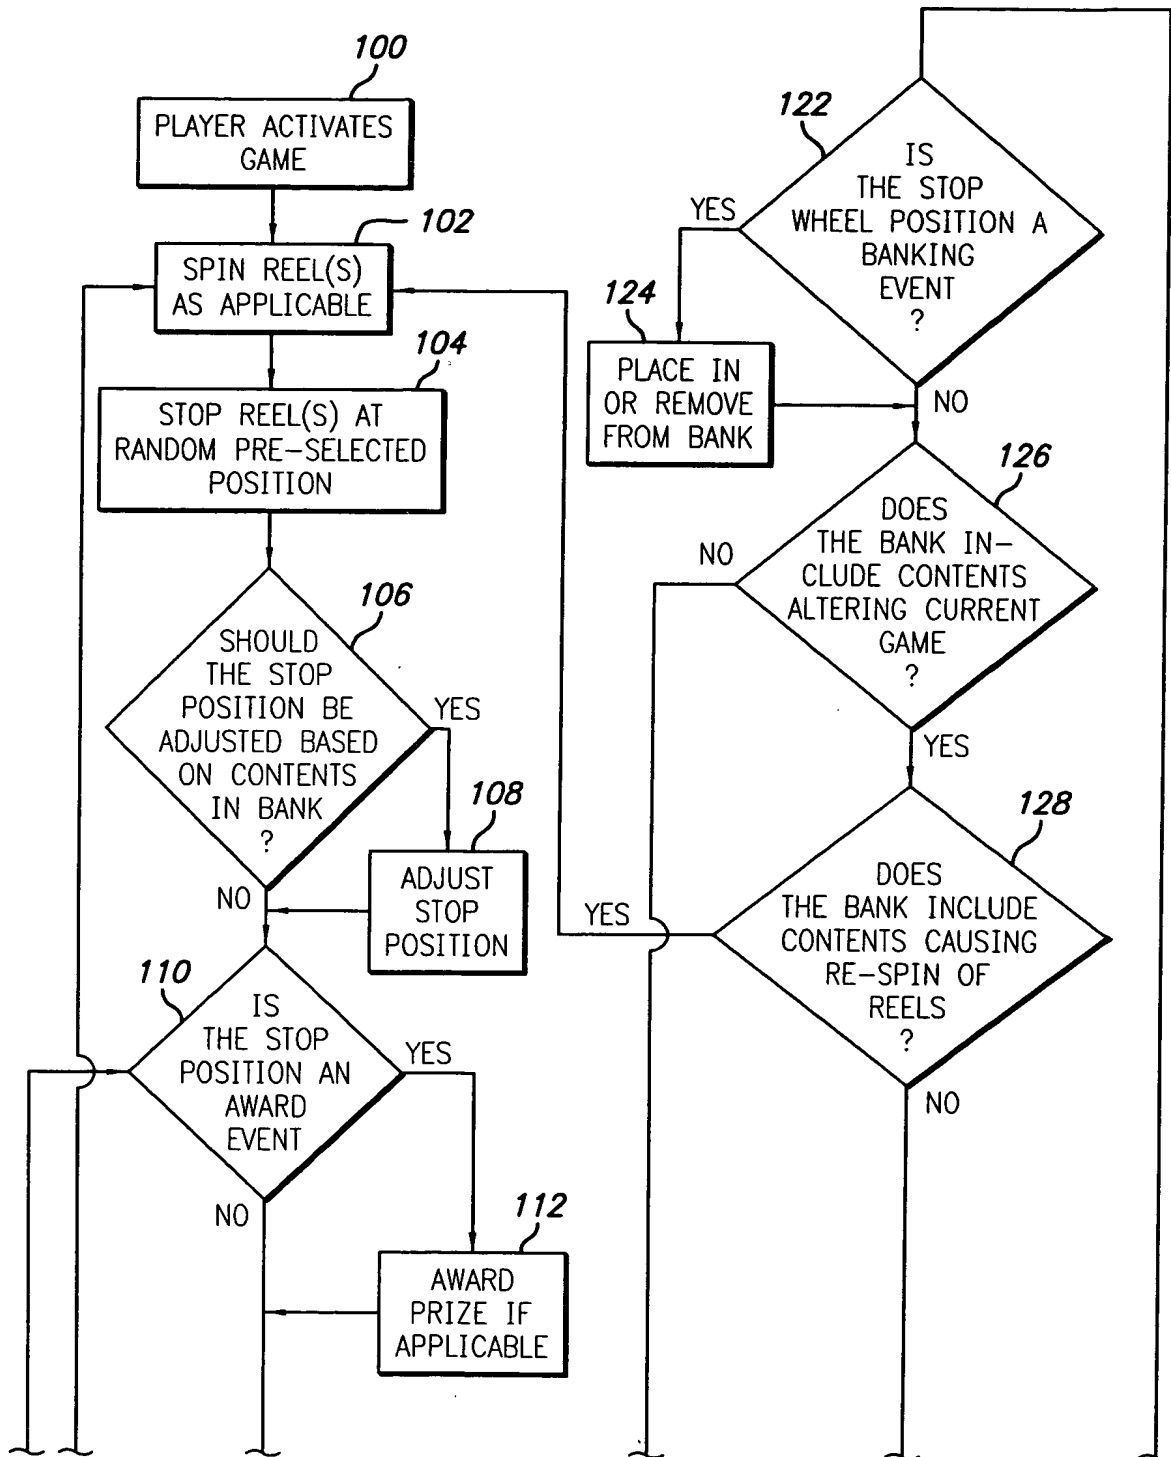 100
PLAYER ACTIVATES
GAME
102
SPIN REEL(S)
AS APPLICABLE
104
STOP REEL(S) AT
RANDOM PRE-SELECTED
POSITION
106
SHOULD
THE STOP
POSITION BE
ADJUSTED BASED
ON CONTENTS
IN BANK
?
YES
NO
108
ADJUST
STOP
POSITION
110
IS
THE STOP
POSITION AN
AWARD
EVENT
YES
NO
112
AWARD
PRIZE IF
APPLICABLE
122
IS
THE STOP
WHEEL POSITION A
BANKING
EVENT
?
YES
NO
124
PLACE IN
OR REMOVE
FROM BANK
126
DOES
THE BANK IN-
CLUDE CONTENTS
ALTERING CURRENT
GAME
?
NO
YES
128
DOES
THE BANK INCLUDE
CONTENTS CAUSING
RE-SPIN OF
REELS
?
YES
NO